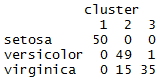 cluster
1 2 3
setosa 50 0 0
versicolor 0 49 1
virginica 0 15 35